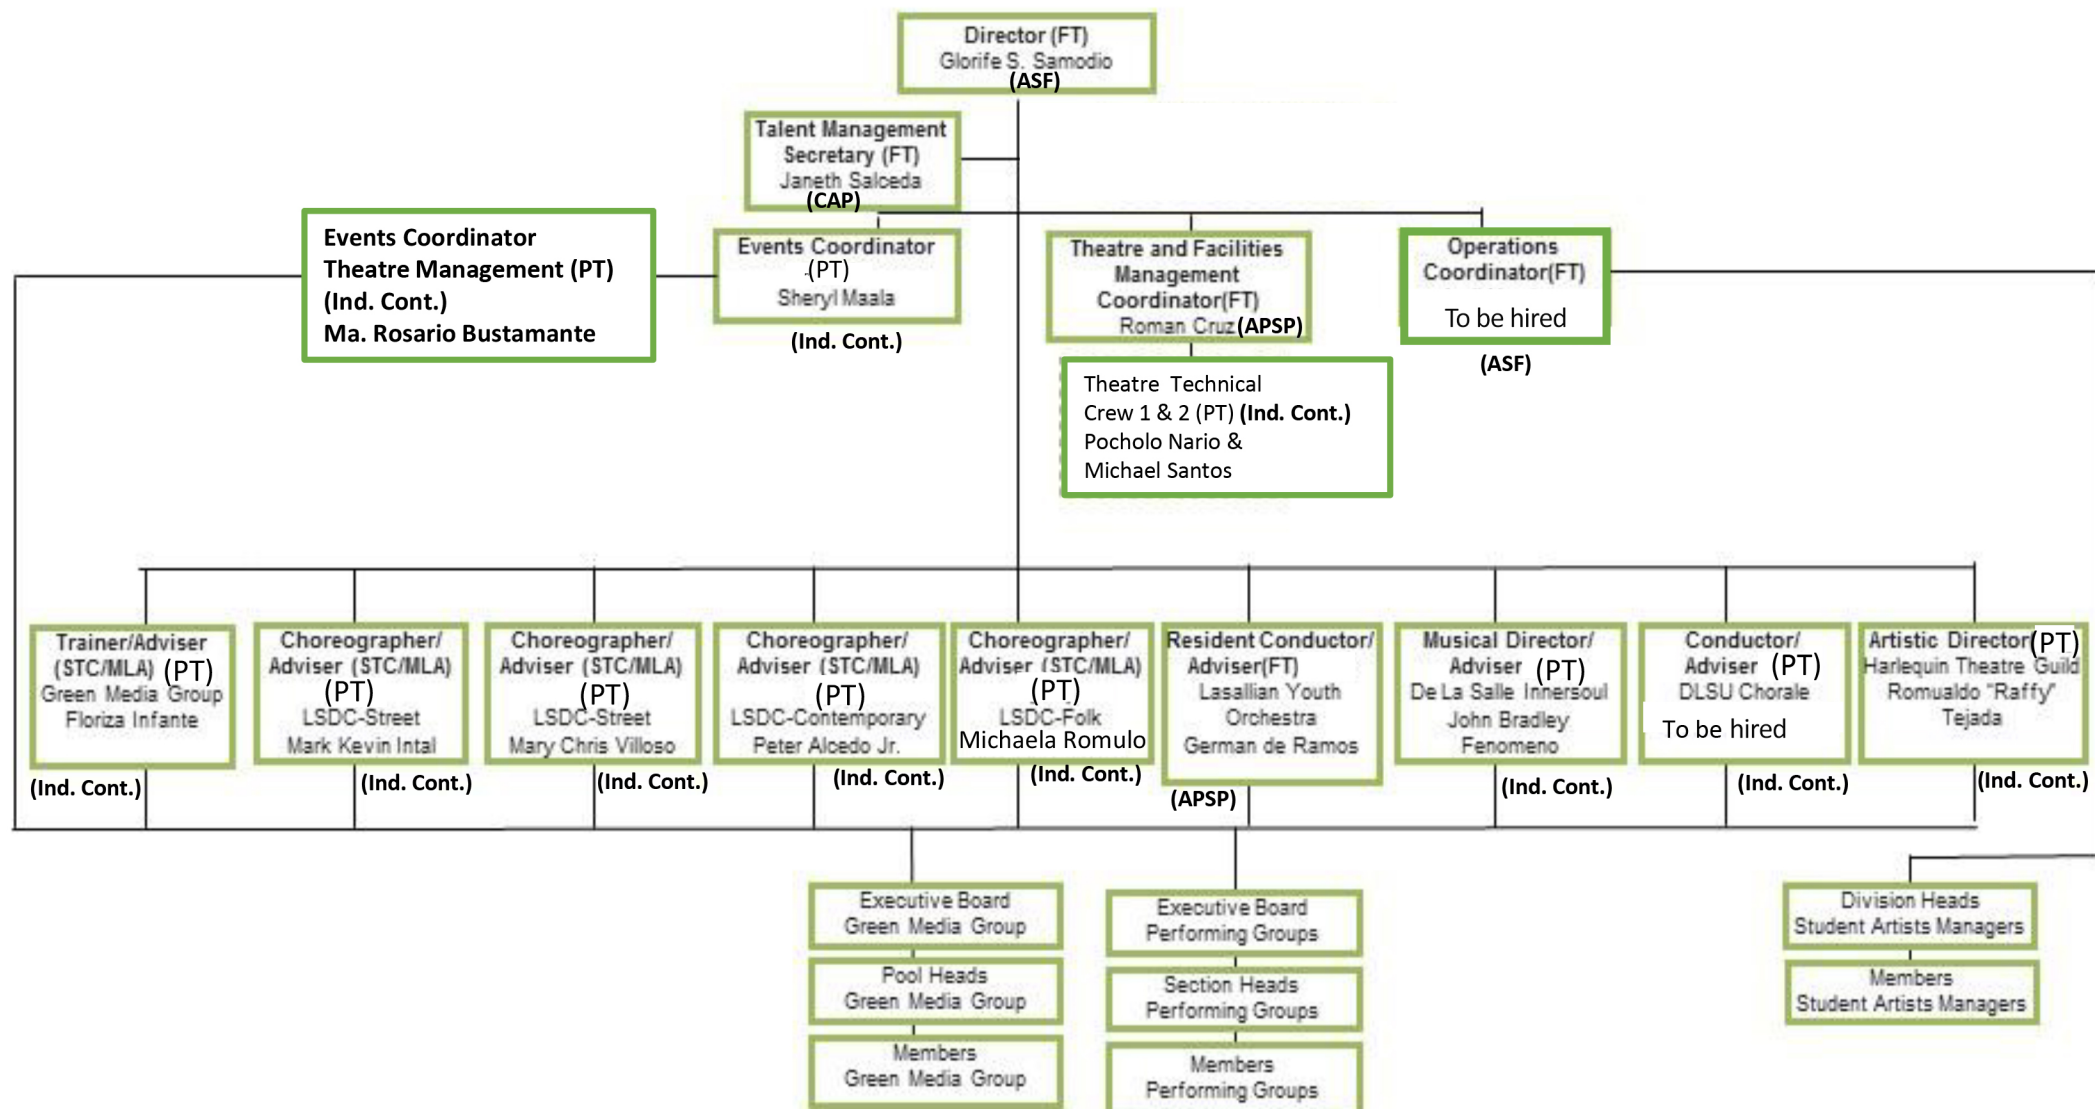 Director (FT)
Glorife S. Samodio
(ASF)
Talent Management
Secretary (FT)
Janeth Salceda
(CAP)
Events Coordinator
Theatre Management (PT)
(Ind. Cont.)
Ma. Rosario Bustamante
Events Coordinator
(PT)
Sheryl Maala
(Ind. Cont.)
Theatre and Facilities
Management
Coordinator(FT)
Roman Cruz (APSP)
Operations
Coordinator(FT)
To be hired
(ASF)
Theatre Technical
Crew 1 & 2 (PT) (Ind. Cont.)
Pocholo Nario &
Michael Santos
Trainer/Adviser
(STC/MLA) (PT)
Green Media Group
Floriza Infante
(Ind. Cont.)
Choreographer/
Adviser (STC/MLA)
(PT)
LSDC-Street
Mark Kevin Intal
(Ind. Cont.)
Choreographer/
Adviser (STC/MLA)
(PT)
LSDC-Street
Mary Chris Villoso
(Ind. Cont.)
Choreographer/
Adviser (STC/MLA)
(PT)
LSDC-Contemporary
Peter Alcedo Jr.
(Ind. Cont.)
Choreographer/
Adviser (STC/MLA)
(PT)
LSDC-Folk
Michaela Romulo
(Ind. Cont.)
Resident Conductor/
Adviser(FT)
Lasallian Youth
Orchestra
German de Ramos
(APSP)
Musical Director/
Adviser (PT)
De La Salle Innersoul
John Bradley
Fenomeno
(Ind. Cont.)
Conductor/
Adviser (PT)
DLSU Chorale
To be hired
(Ind. Cont.)
Artistic Director(PT)
Harlequin Theatre Guild
Romualdo "Raffy"
Tejada
(Ind. Cont.)
Executive Board
Green Media Group
Pool Heads
Green Media Group
Members
Green Media Group
Executive Board
Performing Groups
Section Heads
Performing Groups
Members
Performing Groups
Division Heads
Student Artists Managers
Members
Student Artists Managers